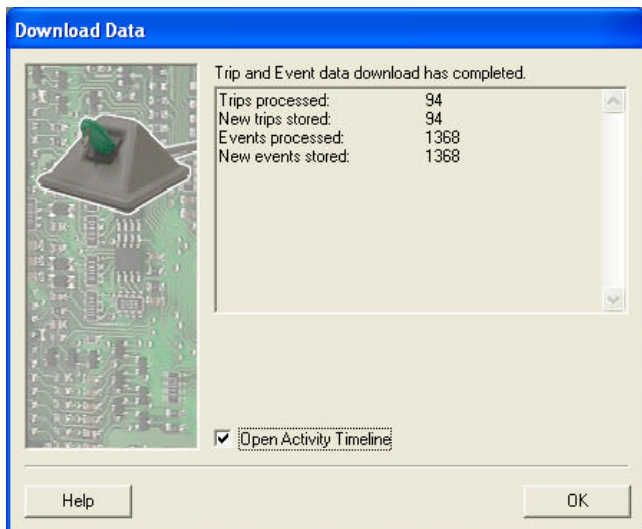 Download Data
Trip and Event data download has completed.
Trips processed: 94
New trips stored: 94
Events processed: 1368
New events stored: 1368
Open Activity Timeline
Help
OK